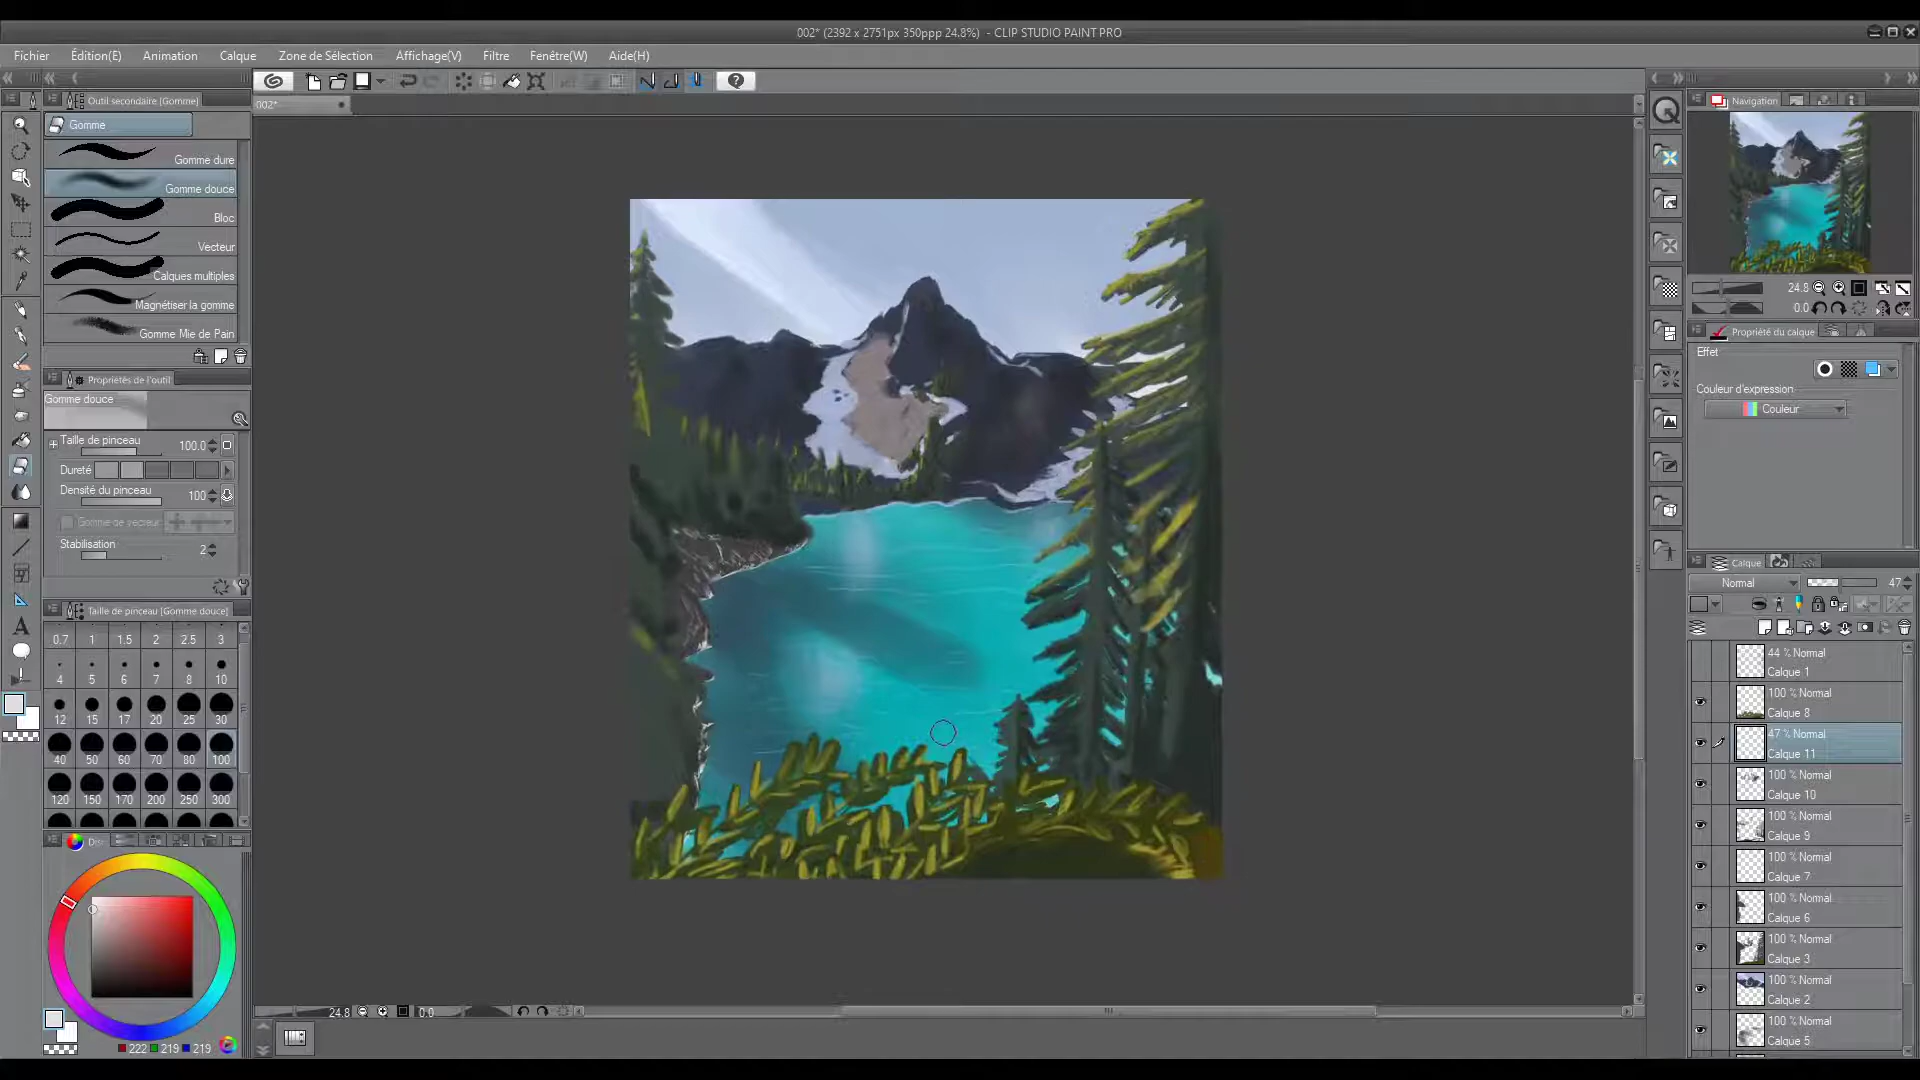 002* (2392 x 2751px 350ppp 24.8%) - CLIP STUDIO PAINT PRO
Fichier Édition(E) Animation Calque Zone de Sélection Affichage(V) Filtre Fenêtre(W) Aide(H)
Outil secondaire [Gomme]
002*
Navigation
Gomme
Gomme dure
Gomme douce
Bloc
Vecteur
Calques multiples
Magnétiser la gomme
Gomme Mie de Pain
24.8
0.0
Propriété du calque
Effet
Couleur d'expression
Couleur
Propriétés de l'outil
Gomme douce
Taille de pinceau 100.0
Dureté
Densité du pinceau 100
Gomme de vecteur
Stabilisation 2
Taille de pinceau [Gomme douce]
0.7 1 1.5 2 2.5 3
4 5 6 7 8 10
12 15 17 20 25 30
40 50 60 70 80 100
120 150 170 200 250 300
222 219 219
24.8 0.0
Calque
Normal 47
44 % Normal
Calque 1
100 % Normal
Calque 8
47 % Normal
Calque 11
100 % Normal
Calque 10
100 % Normal
Calque 9
100 % Normal
Calque 7
100 % Normal
Calque 6
100 % Normal
Calque 3
100 % Normal
Calque 2
100 % Normal
Calque 5